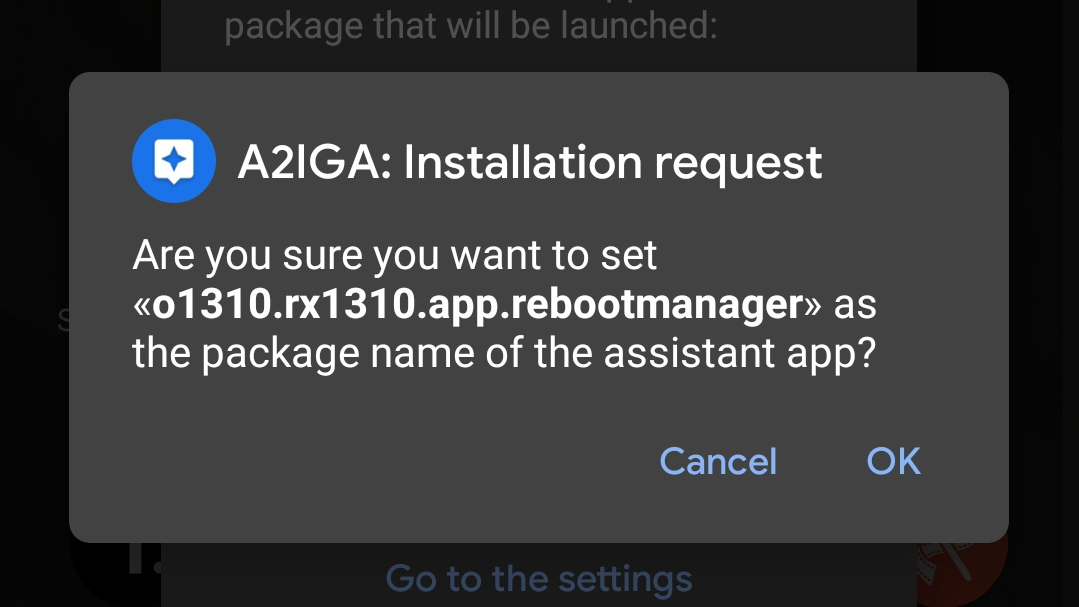 package that will be launched:
A2IGA: Installation request
Are you sure you want to set
«o1310.rx1310.app.rebootmanager» as
the package name of the assistant app?
Cancel OK
Go to the settings